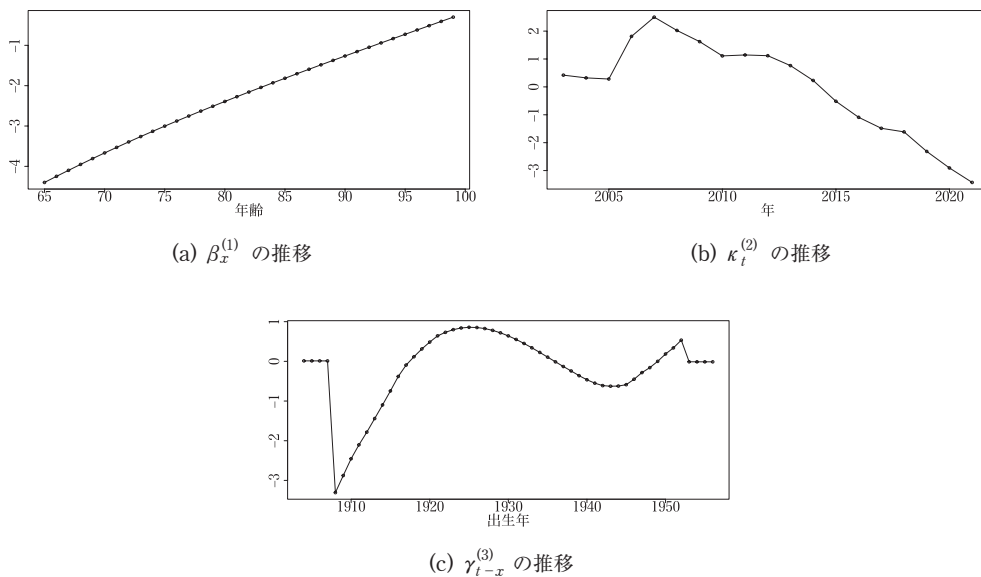 -1
-2
-3
-4
65 70 75 80 85 90 95 100
年齢
(a) β_x^{(1)} の推移
2
1
0
-1
-2
-3
2005 2010 2015 2020
年
(b) κ_t^{(2)} の推移
1
0
-1
-2
-3
1910 1920 1930 1940 1950
出生年
(c) γ_{t-x}^{(3)} の推移